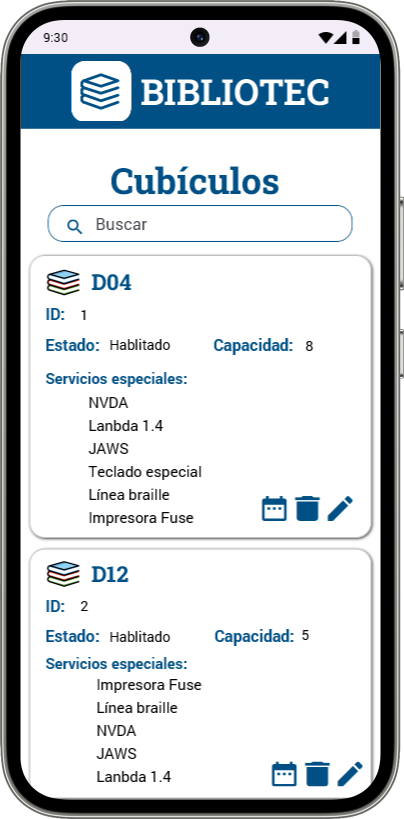 9:30
BIBLIOTEC
Cubículos
Buscar
D04
ID: 1
Estado: Hablitado Capacidad: 8
Servicios especiales:
NVDA
Lanbda 1.4
JAWS
Teclado especial
Línea braille
Impresora Fuse
D12
ID: 2
Estado: Hablitado Capacidad: 5
Servicios especiales:
Impresora Fuse
Línea braille
NVDA
JAWS
Lanbda 1.4